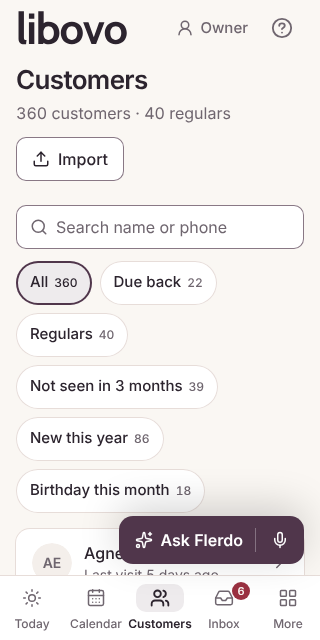 libovo
Owner
Customers
360 customers · 40 regulars
Import
Search name or phone
All 360
Due back 22
Regulars 40
Not seen in 3 months 39
New this year 86
Birthday this month 18
Ask Flerdo
AE
Agne
Last visit 5 days ago
6
Today
Calendar
Customers
Inbox
More